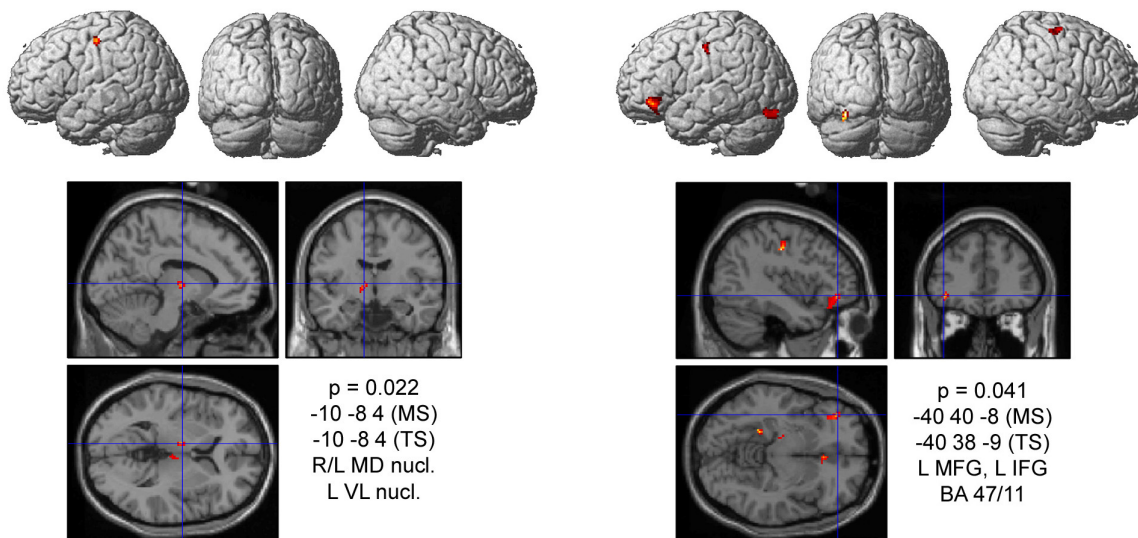 p = 0.022
-10 -8 4 (MS)
-10 -8 4 (TS)
R/L MD nucl.
L VL nucl.
p = 0.041
-40 40 -8 (MS)
-40 38 -9 (TS)
L MFG, L IFG
BA 47/11